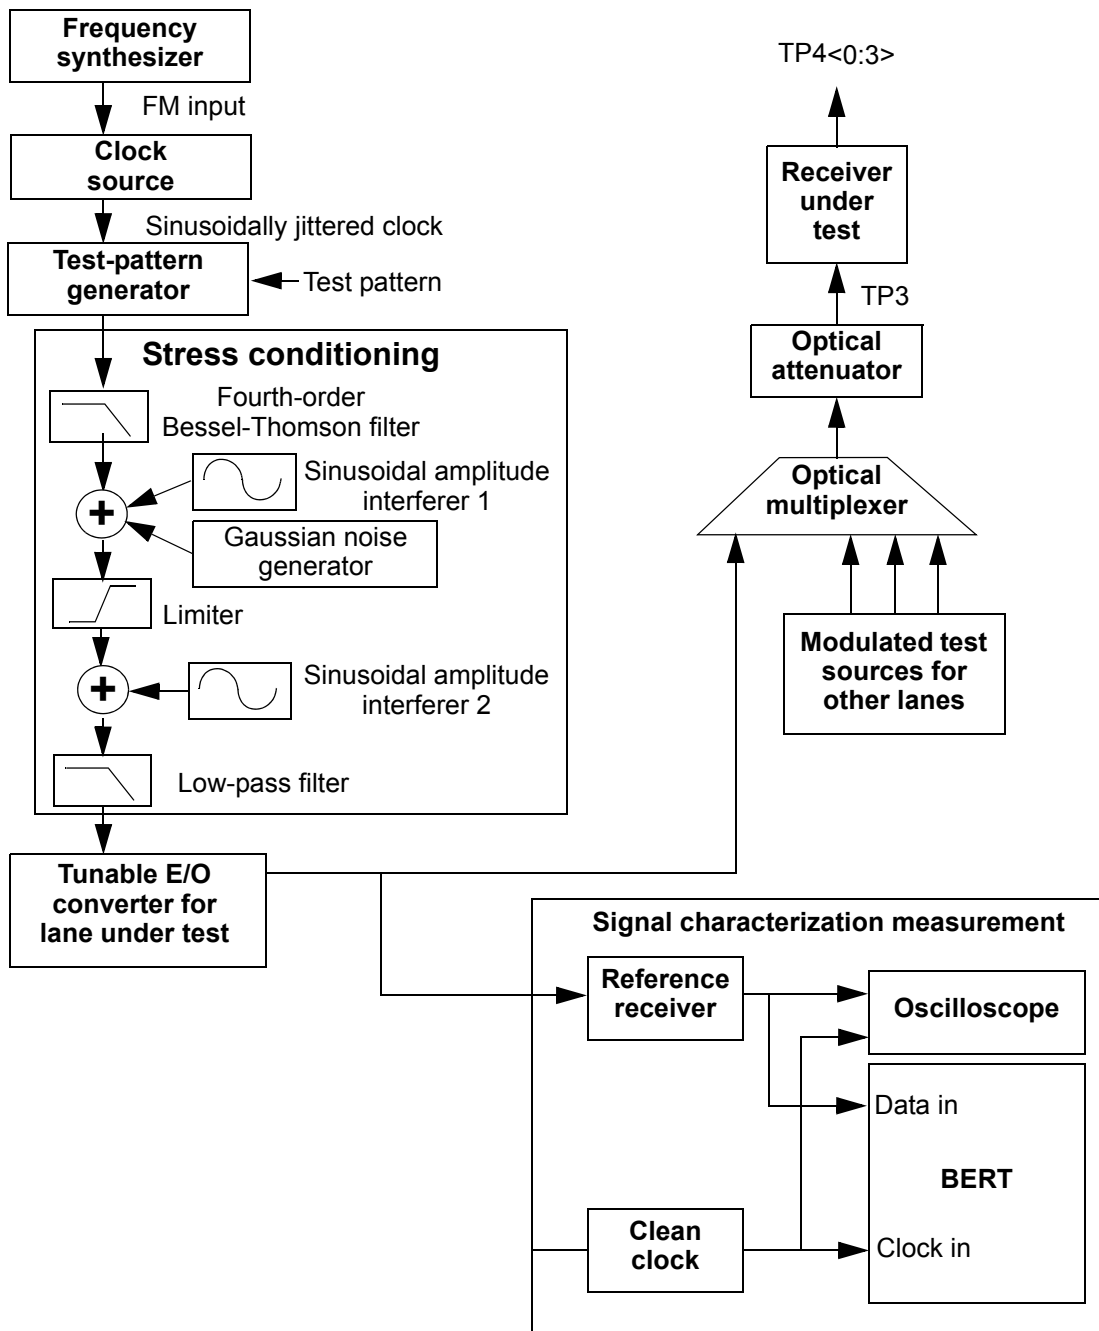 Frequency
synthesizer
FM input
Clock
source
Sinusoidally jittered clock
Test-pattern
generator
Test pattern
Stress conditioning
Fourth-order
Bessel-Thomson filter
Sinusoidal amplitude
interferer 1
+
Gaussian noise
generator
Limiter
+
Sinusoidal amplitude
interferer 2
Low-pass filter
Tunable E/O
converter for
lane under test
TP4<0:3>
Receiver
under
test
TP3
Optical
attenuator
Optical
multiplexer
Modulated test
sources for
other lanes
Signal characterization measurement
Reference
receiver
Oscilloscope
Data in
BERT
Clean
clock
Clock in